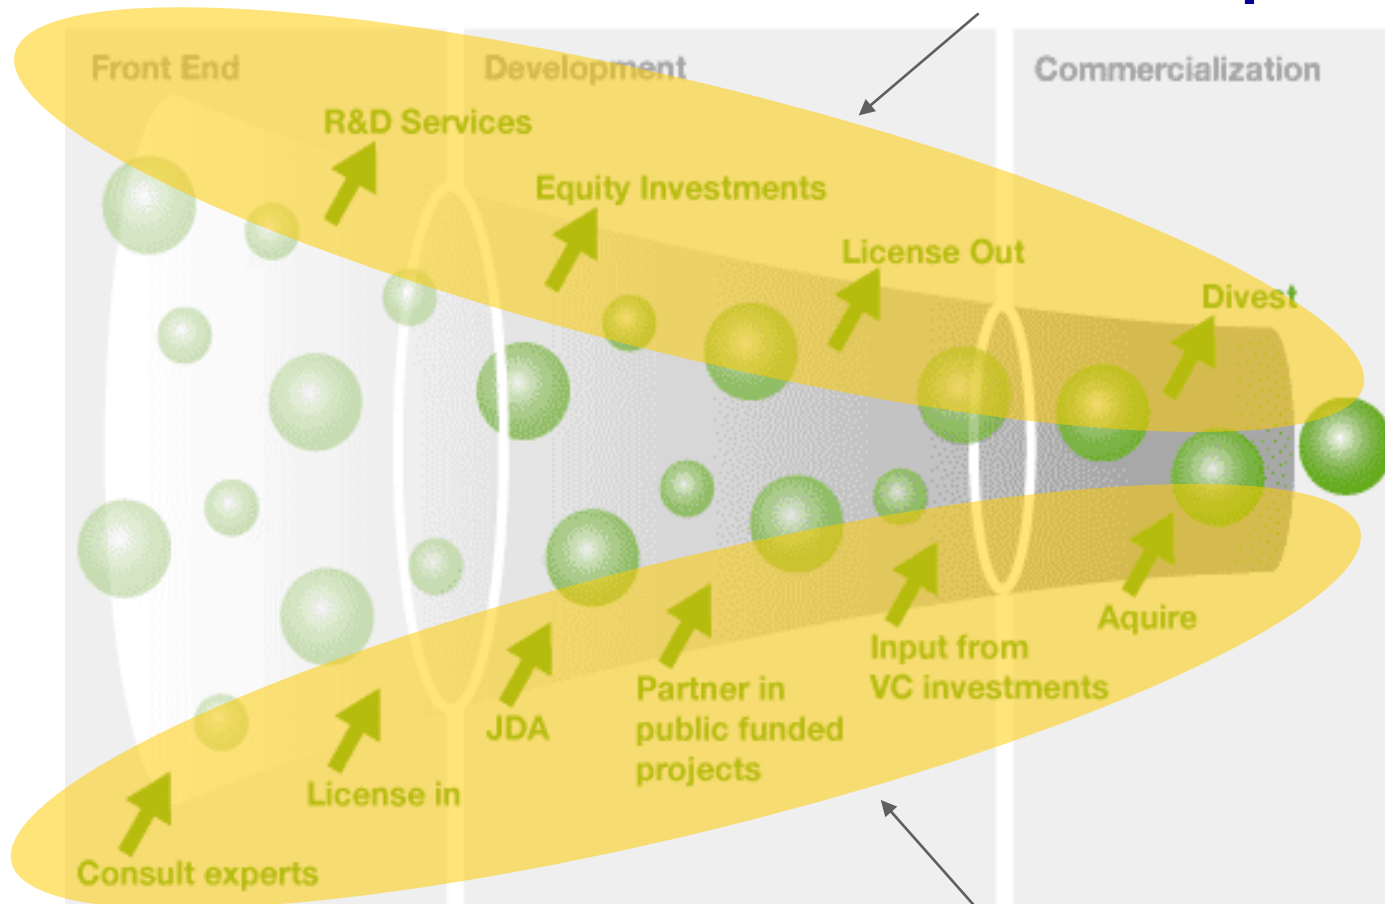 Front End
Development
Commercialization
R&D Services
Equity Investments
License Out
Divest
Aquire
Input from
VC investments
Partner in
public funded
projects
JDA
License in
Consult experts